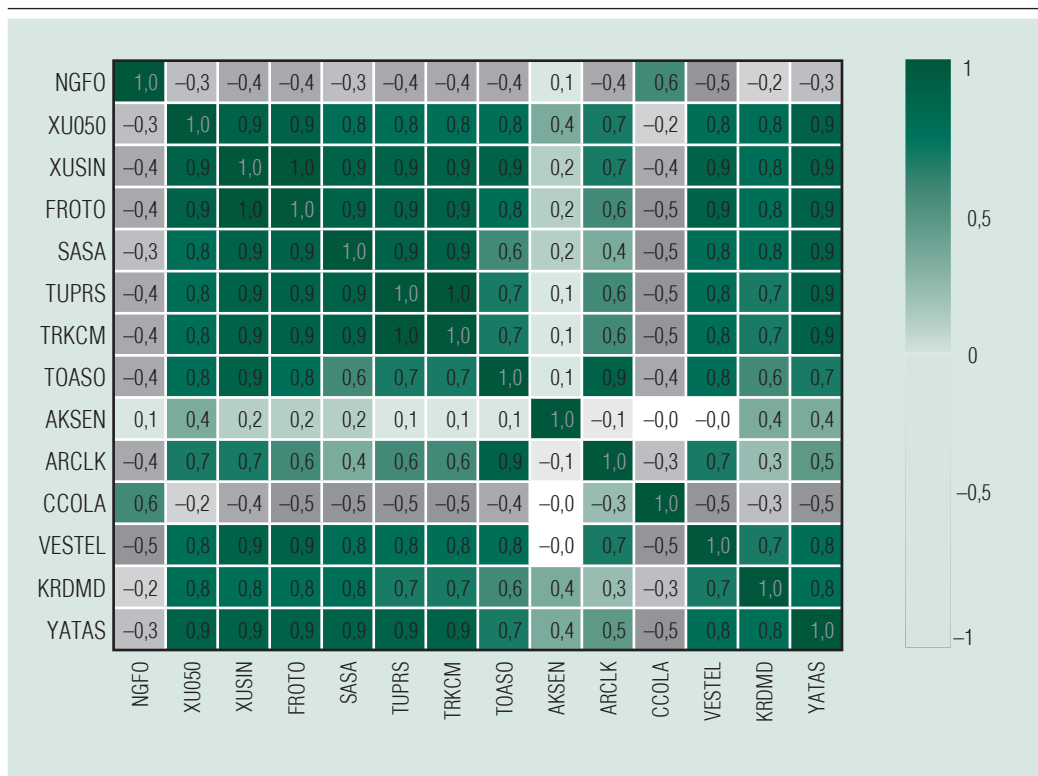 NGFO 1,0 –0,3 –0,4 –0,4 –0,3 –0,4 –0,4 –0,4 0,1 –0,4 0,6 –0,5 –0,2 –0,3
XU050 –0,3 1,0 0,9 0,9 0,8 0,8 0,8 0,8 0,4 0,7 –0,2 0,8 0,8 0,9
XUSIN –0,4 0,9 1,0 1,0 0,9 0,9 0,9 0,9 0,2 0,7 –0,4 0,9 0,8 0,9
FROTO –0,4 0,9 1,0 1,0 0,9 0,9 0,9 0,8 0,2 0,6 –0,5 0,9 0,8 0,9
SASA –0,3 0,8 0,9 0,9 1,0 0,9 0,9 0,6 0,2 0,4 –0,5 0,8 0,8 0,9
TUPRS –0,4 0,8 0,9 0,9 0,9 1,0 1,0 0,7 0,1 0,6 –0,5 0,8 0,7 0,9
TRKCM –0,4 0,8 0,9 0,9 0,9 1,0 1,0 0,7 0,1 0,6 –0,5 0,8 0,7 0,9
TOASO –0,4 0,8 0,9 0,8 0,6 0,7 0,7 1,0 0,1 0,9 –0,4 0,8 0,6 0,7
AKSEN 0,1 0,4 0,2 0,2 0,2 0,1 0,1 0,1 1,0 –0,1 –0,0 –0,0 0,4 0,4
ARCLK –0,4 0,7 0,7 0,6 0,4 0,6 0,6 0,9 –0,1 1,0 –0,3 0,7 0,3 0,5
CCOLA 0,6 –0,2 –0,4 –0,5 –0,5 –0,5 –0,5 –0,4 –0,0 –0,3 1,0 –0,5 –0,3 –0,5
VESTEL –0,5 0,8 0,9 0,9 0,8 0,8 0,8 0,8 –0,0 0,7 –0,5 1,0 0,7 0,8
KRDMD –0,2 0,8 0,8 0,8 0,8 0,7 0,7 0,6 0,4 0,3 –0,3 0,7 1,0 0,8
YATAS –0,3 0,9 0,9 0,9 0,9 0,9 0,9 0,7 0,4 0,5 –0,5 0,8 0,8 1,0
NGFO XU050 XUSIN FROTO SASA TUPRS TRKCM TOASO AKSEN ARCLK CCOLA VESTEL KRDMD YATAS
1
0,5
0
–0,5
–1